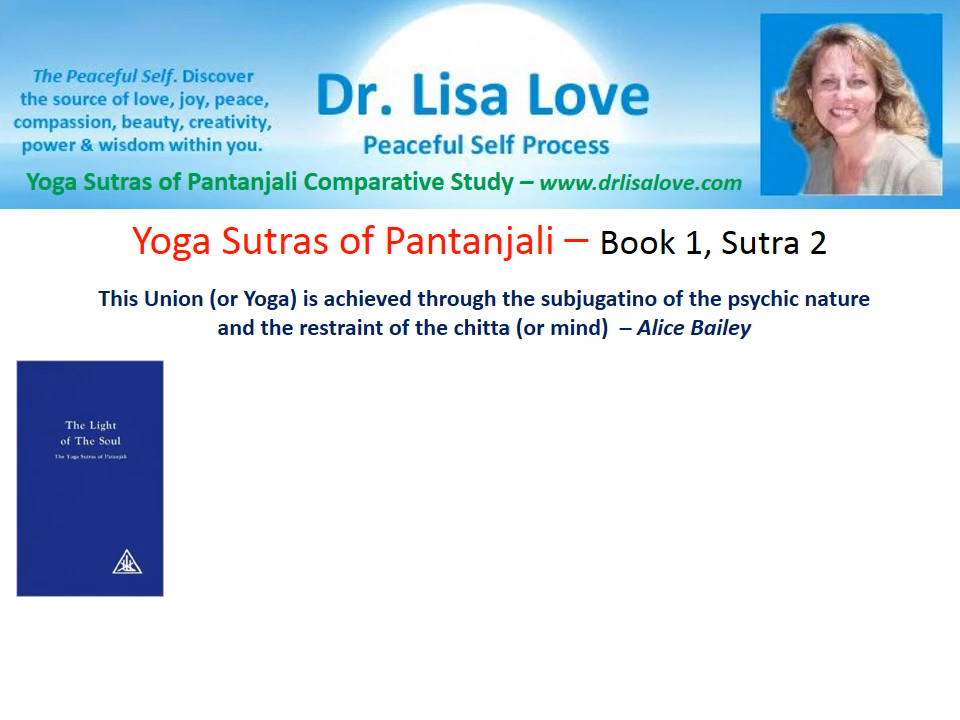 The Peaceful Self. Discover
the source of love, joy, peace,
compassion, beauty, creativity,
power & wisdom within you.
Dr. Lisa Love
Peaceful Self Process
Yoga Sutras of Pantanjali Comparative Study – www.drlisalove.com
Yoga Sutras of Pantanjali – Book 1, Sutra 2
This Union (or Yoga) is achieved through the subjugatino of the psychic nature
and the restraint of the chitta (or mind) – Alice Bailey
The Light
of The Soul
The Yoga Sutras of Patanjali